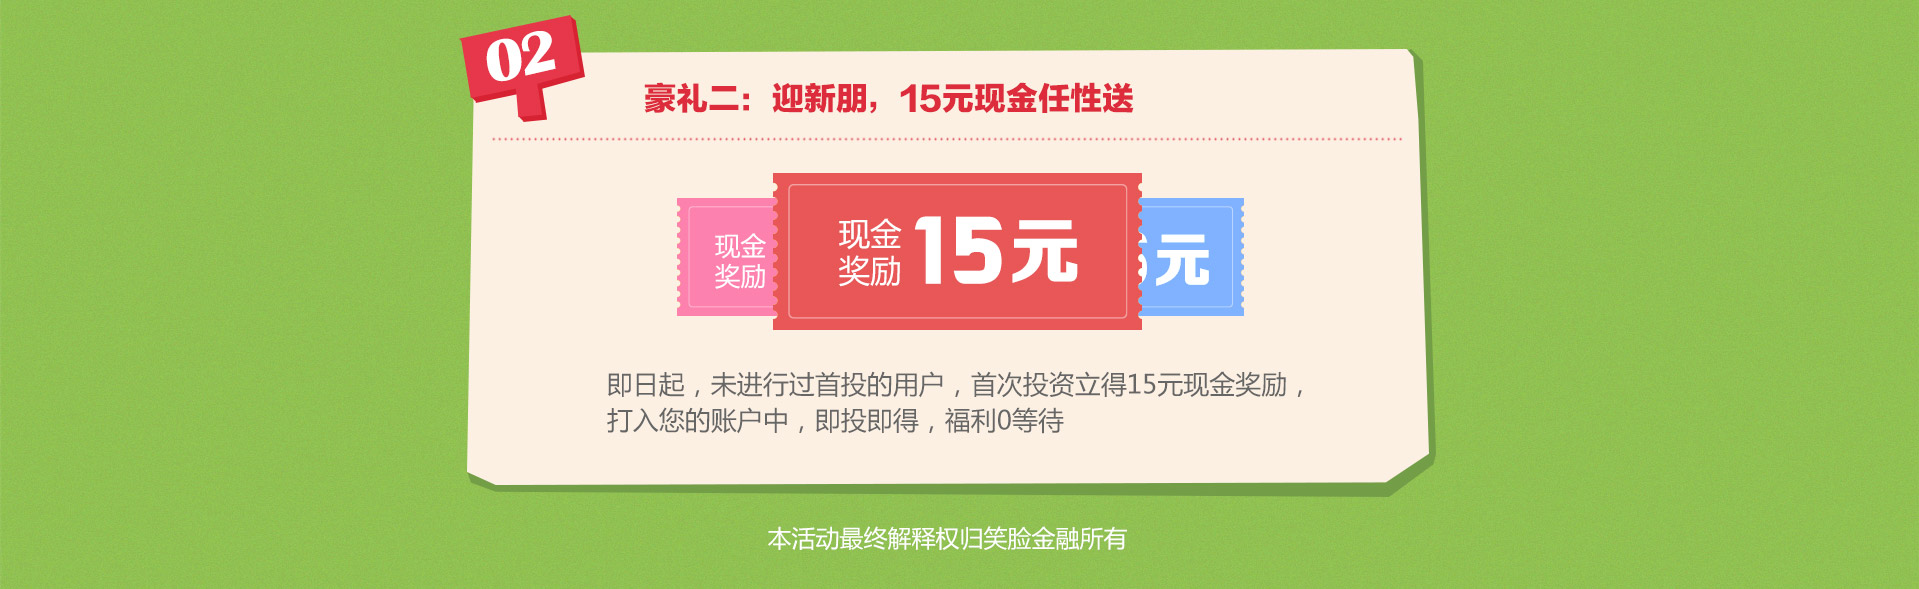 02
豪礼二：迎新朋，15元现金任性送
现金
奖励
现金
奖励
15元
元
即日起，未进行过首投的用户，首次投资立得15元现金奖励，
打入您的账户中，即投即得，福利0等待
本活动最终解释权归笑脸金融所有